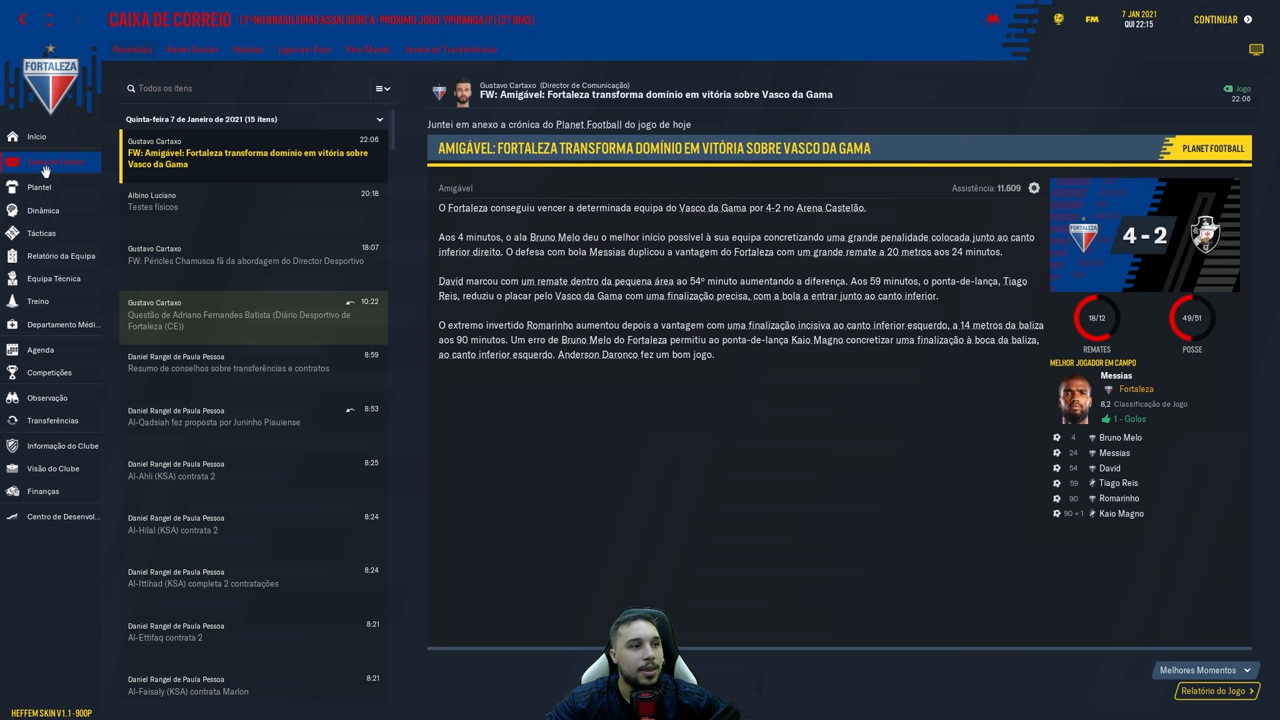 CAIXA DE CORREIO
12º NO BRASILEIRÃO ASSAÍ SÉRIE A · PRÓXIMO JOGO: YPIRANGA (F) (27 DIAS)
FM
7 JAN 2021
QUI 22:15
CONTINUAR
Redes Sociais
Notícias
Pelo Mundo
Janelas de Transferências
FORTALEZA
Início
Caixa de Correio
Plantel
Dinâmica
Tácticas
Relatório da Equipa
Equipa Técnica
Treino
Departamento Médi...
Agenda
Competições
Observação
Transferências
Informação do Clube
Visão do Clube
Finanças
Centro de Desenvol...
HEFFEM SKIN V1.1 - 900P
Todos os itens
Quinta-feira 7 de Janeiro de 2021 (15 itens)
Gustavo Cartaxo 22:06
FW: Amigável: Fortaleza transforma domínio em vitória sobre
Vasco da Gama
Albino Luciano 20:18
Testes físicos
Gustavo Cartaxo 18:07
FW: Péricles Chamusca fã da abordagem do Director Desportivo
Gustavo Cartaxo 10:22
Questão de Adriano Fernandes Batista (Diário Desportivo de
Fortaleza (CE))
Daniel Rangel de Paula Pessoa 8:59
Resumo de conselhos sobre transferências e contratos
Daniel Rangel de Paula Pessoa 8:53
Al-Qadsiah fez proposta por Juninho Piauiense
Daniel Rangel de Paula Pessoa 8:25
Al-Ahli (KSA) contrata 2
Daniel Rangel de Paula Pessoa 8:24
Al-Hilal (KSA) contrata 2
Daniel Rangel de Paula Pessoa 8:24
Al-Ittihad (KSA) completa 2 contratações
Daniel Rangel de Paula Pessoa 8:21
Al-Ettifaq contrata 2
Daniel Rangel de Paula Pessoa 8:21
Al-Faisaly (KSA) contrata Marlon
Gustavo Cartaxo (Director de Comunicação)
FW: Amigável: Fortaleza transforma domínio em vitória sobre Vasco da Gama
Jogo
22:06
Juntei em anexo a crónica do Planet Football do jogo de hoje
AMIGÁVEL: FORTALEZA TRANSFORMA DOMÍNIO EM VITÓRIA SOBRE VASCO DA GAMA
PLANET FOOTBALL
Amigável
Assistência: 11.609
O Fortaleza conseguiu vencer a determinada equipa do Vasco da Gama por 4-2 no Arena Castelão.
Aos 4 minutos, o ala Bruno Melo deu o melhor início possível à sua equipa concretizando uma grande penalidade colocada junto ao canto
inferior direito. O defesa com bola Messias duplicou a vantagem do Fortaleza com um grande remate a 20 metros aos 24 minutos.
David marcou com um remate dentro da pequena área ao 54º minuto aumentando a diferença. Aos 59 minutos, o ponta-de-lança, Tiago
Reis, reduziu o placar pelo Vasco da Gama com uma finalização precisa, com a bola a entrar junto ao canto inferior.
O extremo invertido Romarinho aumentou depois a vantagem com uma finalização incisiva ao canto inferior esquerdo, a 14 metros da baliza
aos 90 minutos. Um erro de Bruno Melo do Fortaleza permitiu ao ponta-de-lança Kaio Magno concretizar uma finalização à boca da baliza,
ao canto inferior esquerdo. Anderson Daronco fez um bom jogo.
4 - 2
18/12
REMATES
49/51
POSSE
MELHOR JOGADOR EM CAMPO
Messias
Fortaleza
8,2 Classificação de Jogo
1 - Golos
4 Bruno Melo
24 Messias
54 David
59 Tiago Reis
90 Romarinho
90 + 1 Kaio Magno
Melhores Momentos
Relatório do Jogo